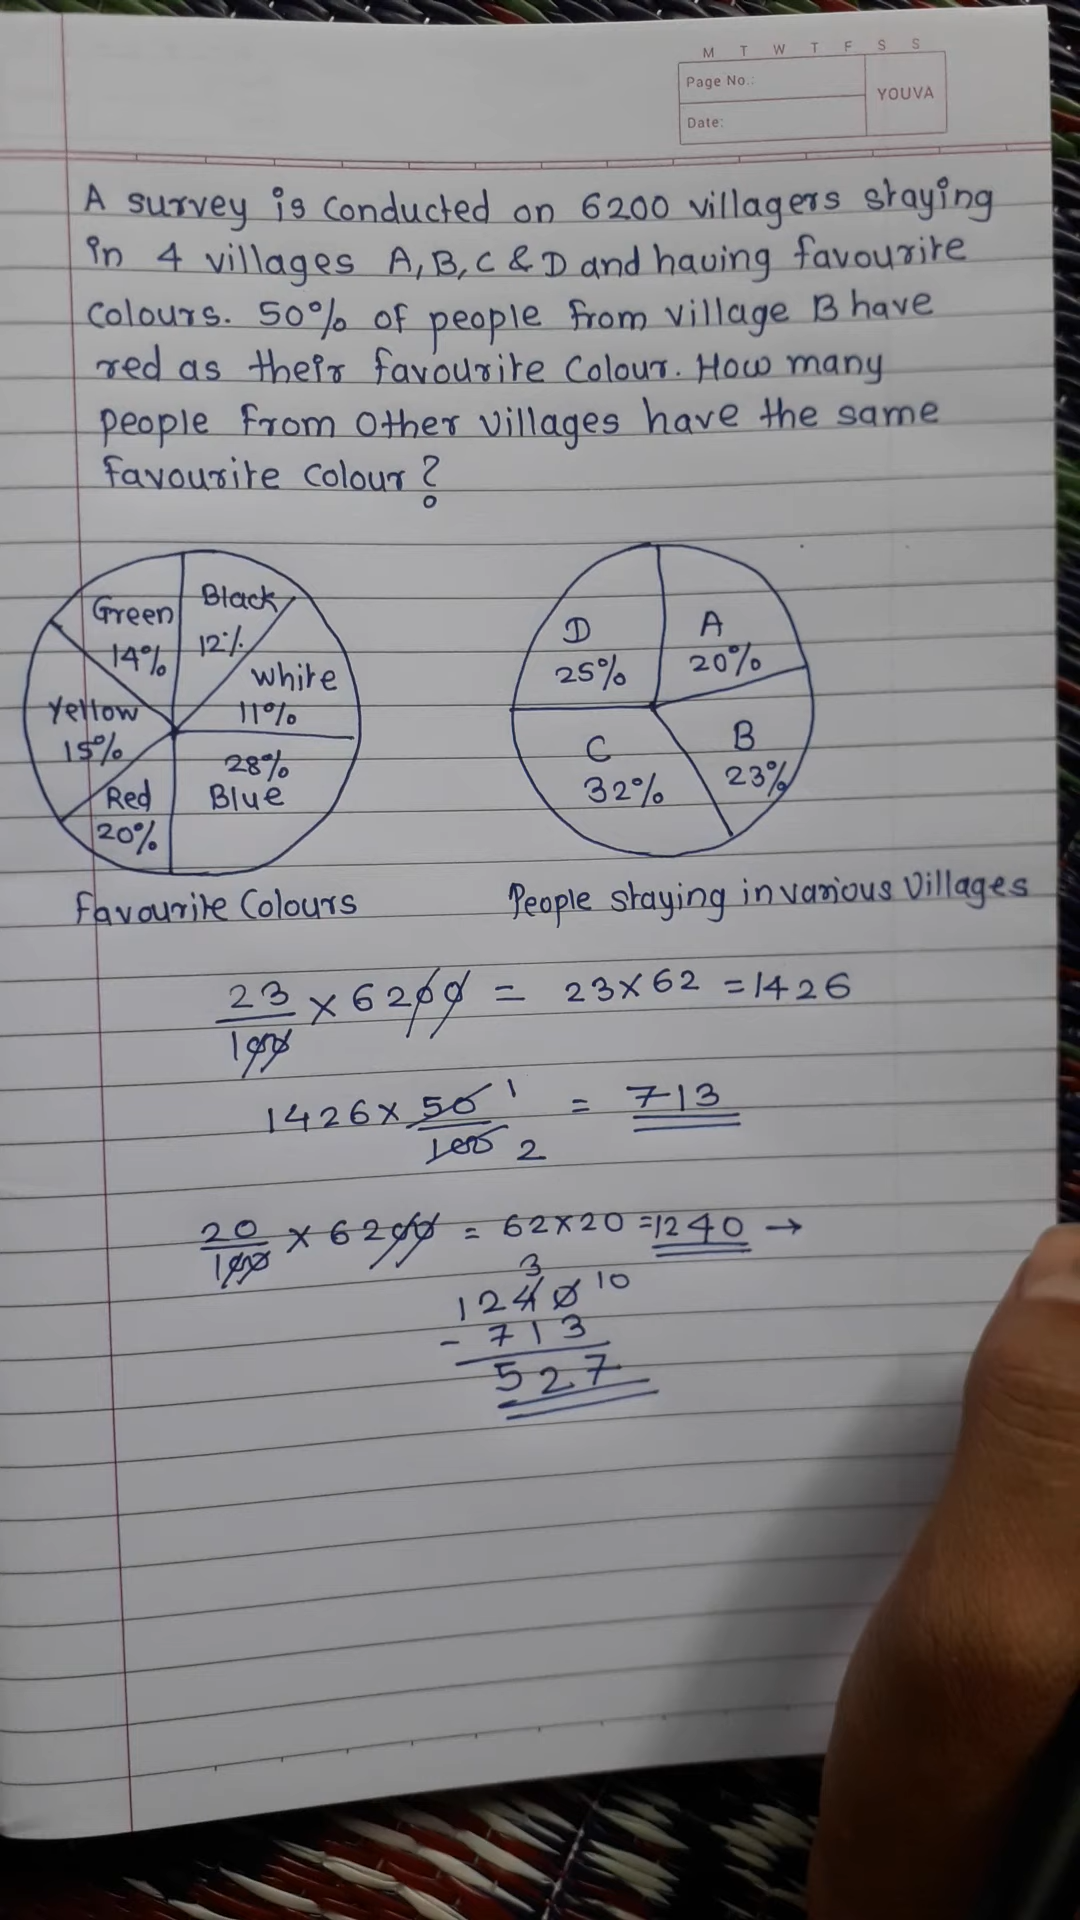 M T W T F S S
Page No.:
YOUVA
Date:
A survey is conducted on 6200 villagers staying
in 4 villages A, B, C & D and having favourite
colours. 50% of people from village B have
red as their favourite colour. How many
people from other villages have the same
favourite colour?
Green
14%
Black
12%
White
11%
Yellow
15%
28%
Blue
Red
20%
Favourite Colours
D
25%
A
20%
B
23%
C
32%
People staying in various villages
23/100 × 6200 = 23×62 = 1426
1426 × 50/100 1 2 = 713
20/100 × 6200 = 62×20 = 1240 →
3 10
1240
- 713
527